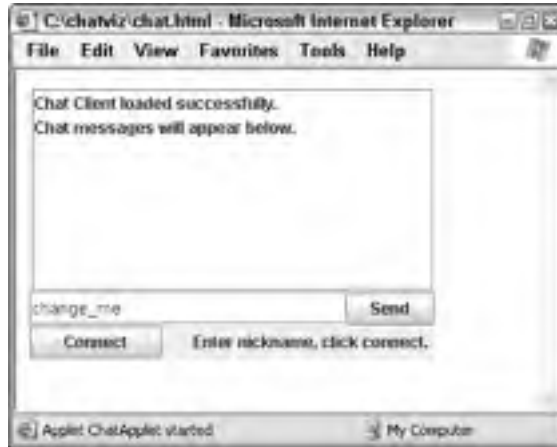 C:\chatviz\chat.html - Microsoft Internet Explorer
File Edit View Favorites Tools Help
Chat Client loaded successfully.
Chat messages will appear below.
change_me
Send
Connect
Enter nickname, click connect.
Applet ChatApplet started
My Computer